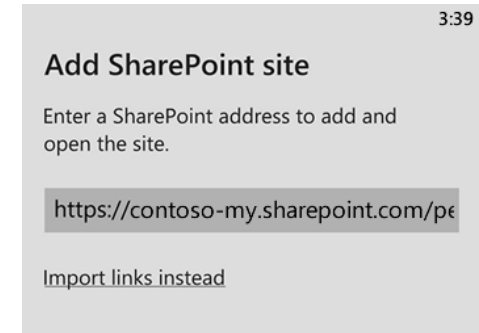 3:39
Add SharePoint site
Enter a SharePoint address to add and
open the site.
https://contoso-my.sharepoint.com/pe
Import links instead